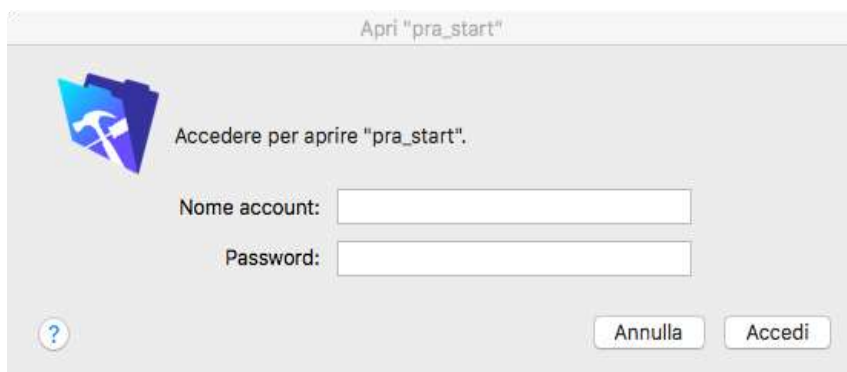 Apri "pra_start"
Accedere per aprire "pra_start".
Nome account:
Password:
?
Annulla
Accedi